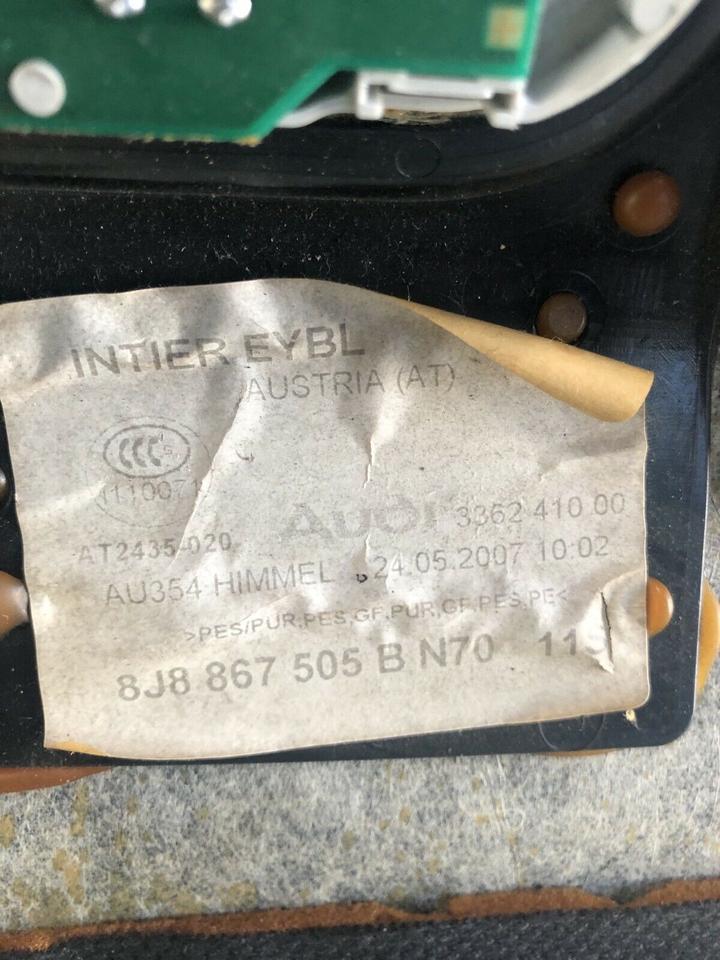 INTIER EYBL
AUSTRIA (AT)
CCC S
AUDI 3362 410 00
AT2435-020
AU354 HIMMEL 24.05.2007 10:02
>PES/PUR,PES,GF,PUR,GF,PES,PE<
8J8 867 505 B N70